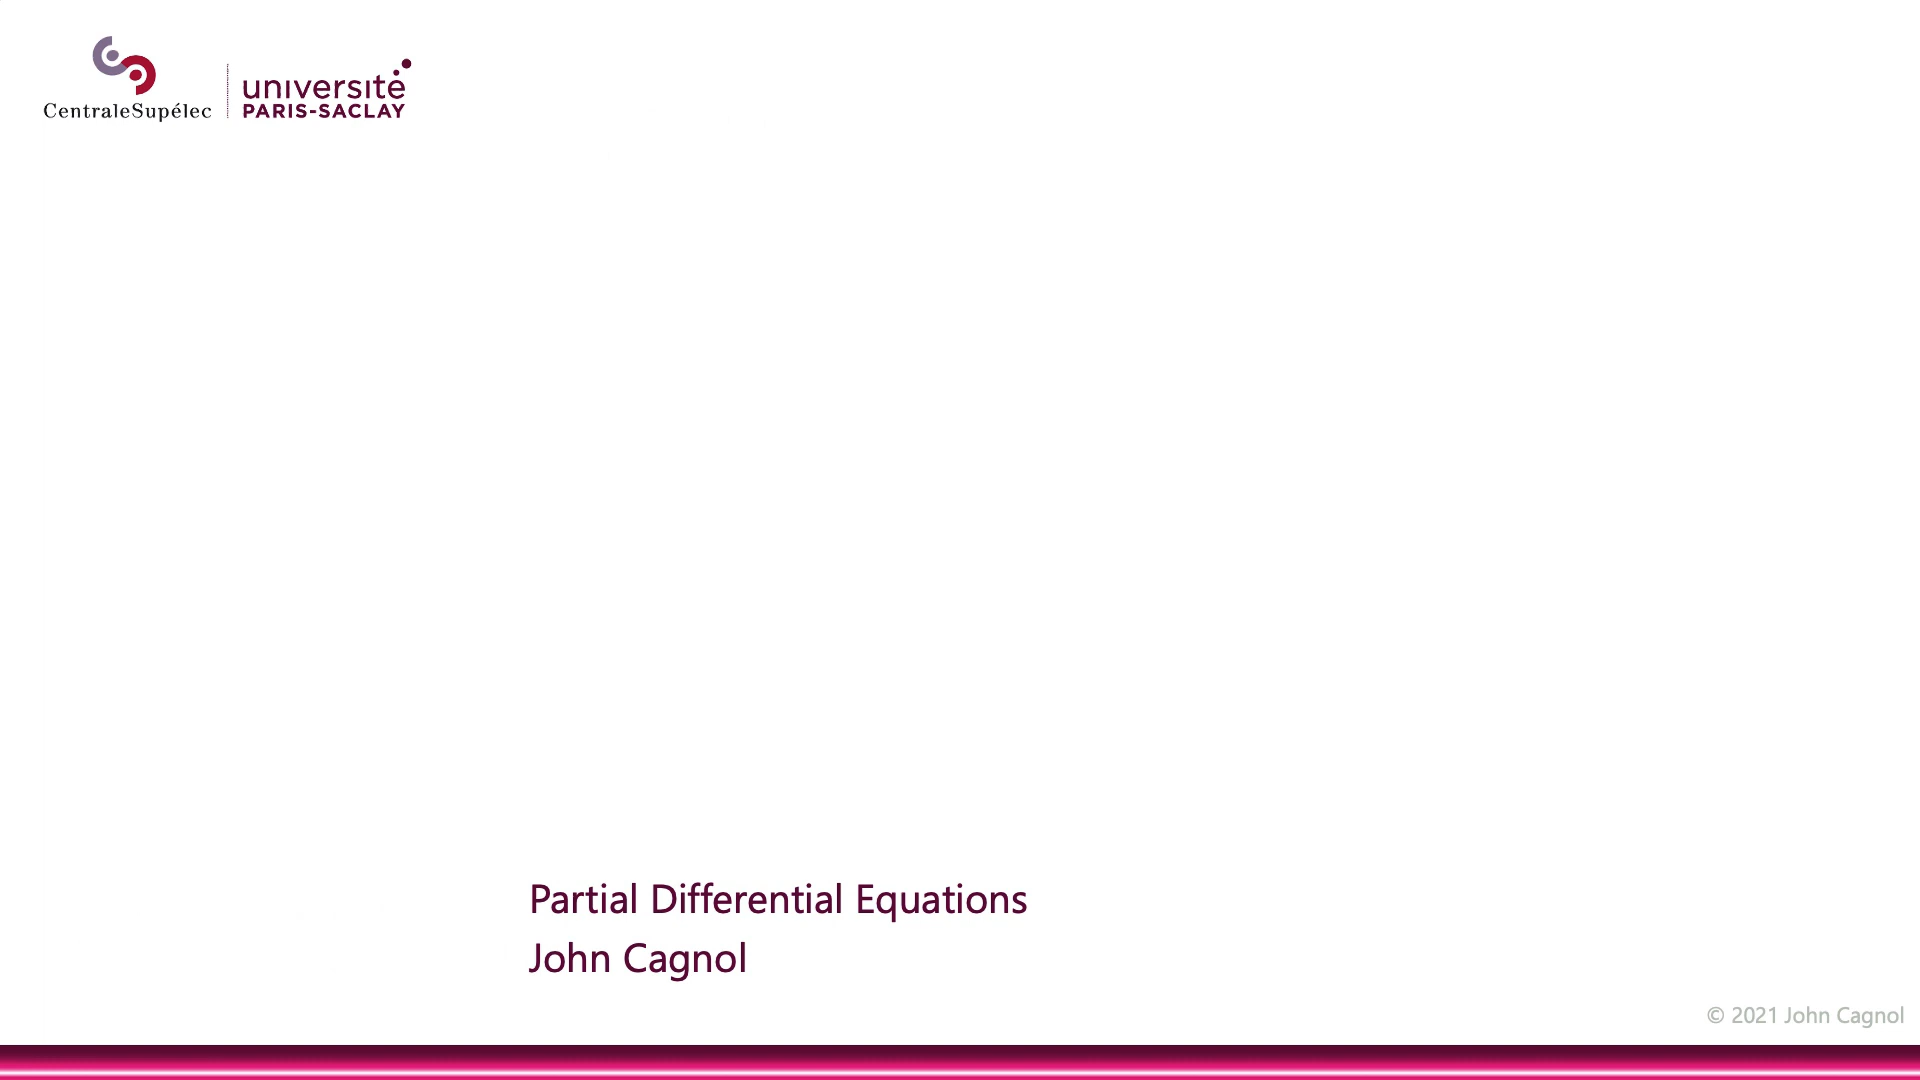 CentraleSupélec
université
PARIS-SACLAY
Partial Differential Equations
John Cagnol
© 2021 John Cagnol